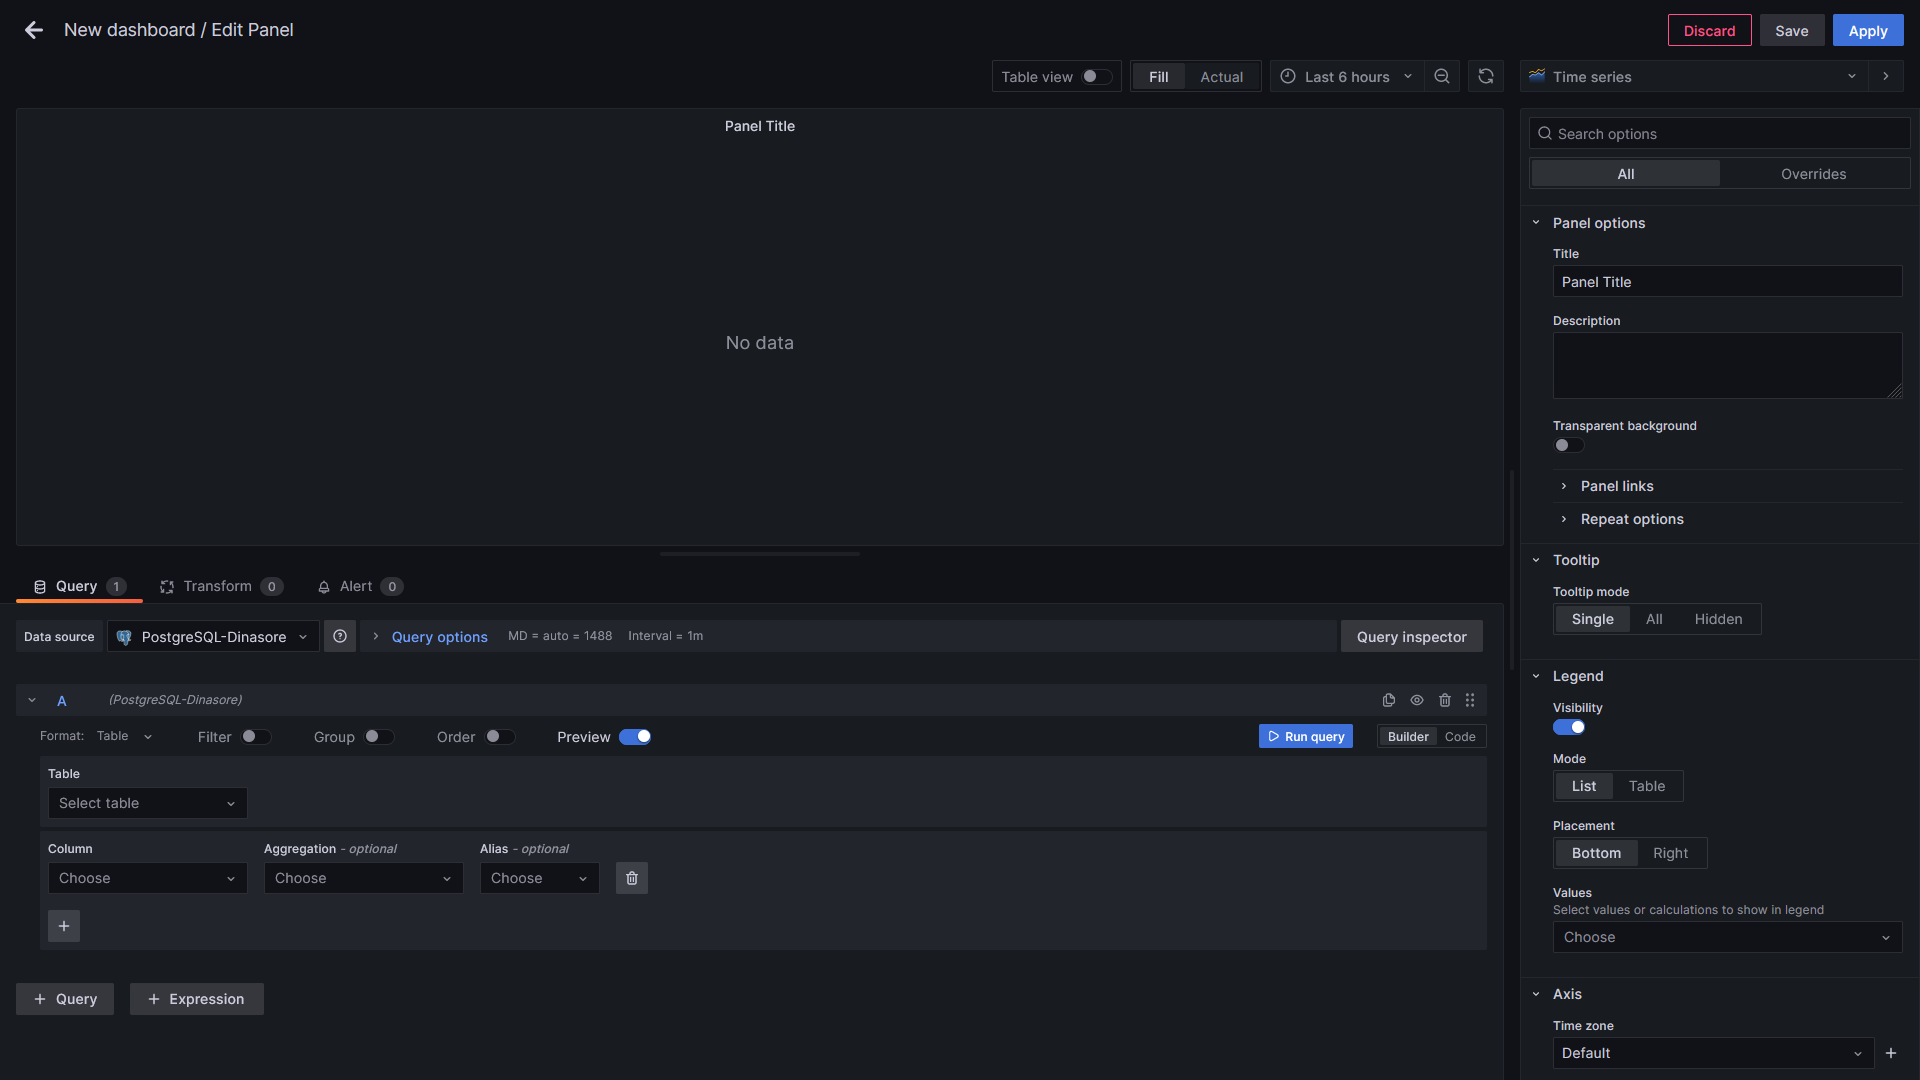 New dashboard / Edit Panel
Discard
Save
Apply
Table view
Fill
Actual
Last 6 hours
Time series
Panel Title
No data
Search options
All
Overrides
Panel options
Title
Panel Title
Description
Transparent background
Panel links
Repeat options
Tooltip
Tooltip mode
Single
All
Hidden
Legend
Visibility
Mode
List
Table
Placement
Bottom
Right
Values
Select values or calculations to show in legend
Choose
Axis
Time zone
Default
Query 1
Transform 0
Alert 0
Data source
PostgreSQL-Dinasore
Query options
MD = auto = 1488
Interval = 1m
Query inspector
A
(PostgreSQL-Dinasore)
Format: Table
Filter
Group
Order
Preview
Run query
Builder
Code
Table
Select table
Column
Aggregation - optional
Alias - optional
Choose
Choose
Choose
+ Query
+ Expression